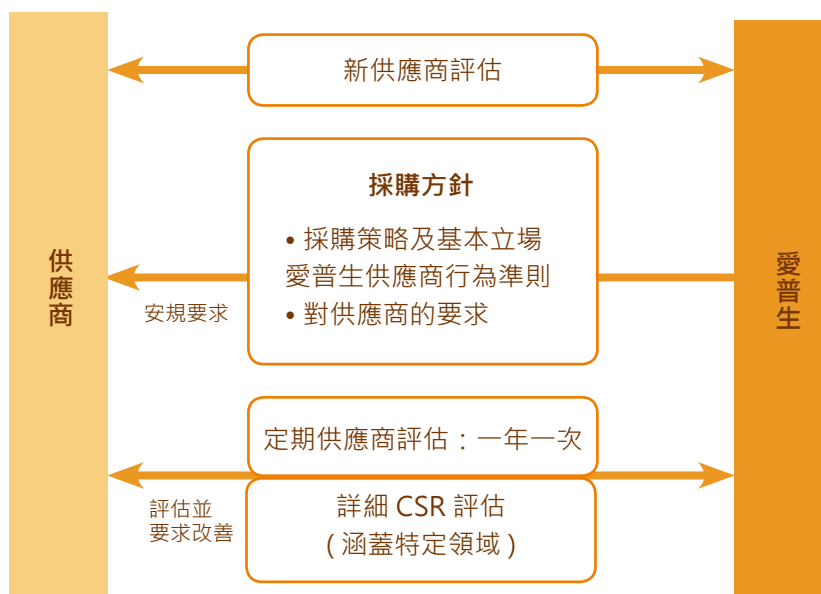 新供應商評估
採購方針
• 採購策略及基本立場
愛普生供應商行為準則
• 對供應商的要求
供應商
安規要求
愛普生
定期供應商評估：一年一次
評估並
要求改善
詳細 CSR 評估
( 涵蓋特定領域 )